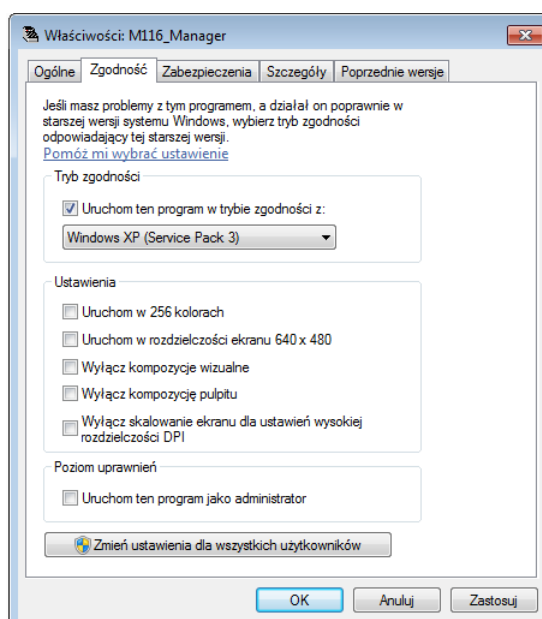 Właściwości: M116_Manager
Ogólne Zgodność Zabezpieczenia Szczegóły Poprzednie wersje
Jeśli masz problemy z tym programem, a działał on poprawnie w
starszej wersji systemu Windows, wybierz tryb zgodności
odpowiadający tej starszej wersji.
Pomóż mi wybrać ustawienie
Tryb zgodności
Uruchom ten program w trybie zgodności z:
Windows XP (Service Pack 3)
Ustawienia
Uruchom w 256 kolorach
Uruchom w rozdzielczości ekranu 640 x 480
Wyłącz kompozycje wizualne
Wyłącz kompozycję pulpitu
Wyłącz skalowanie ekranu dla ustawień wysokiej
rozdzielczości DPI
Poziom uprawnień
Uruchom ten program jako administrator
Zmień ustawienia dla wszystkich użytkowników
OK Anuluj Zastosuj